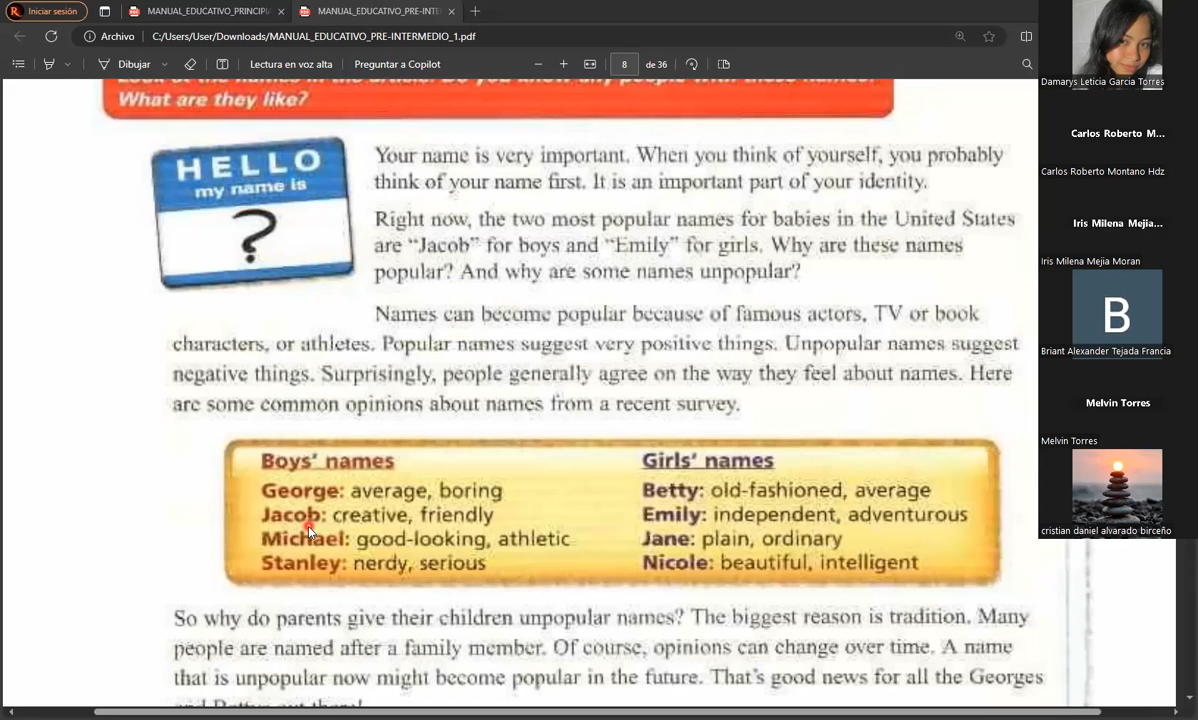 Iniciar sesión
MANUAL_EDUCATIVO_PRINCIPI
MANUAL_EDUCATIVO_PRE-INTE
Archivo
C:/Users/User/Downloads/MANUAL_EDUCATIVO_PRE-INTERMEDIO_1.pdf
Dibujar
Lectura en voz alta
Preguntar a Copilot
8
de 36
What are they like?
HELLO
my name is
?
Your name is very important. When you think of yourself, you probably
think of your name first. It is an important part of your identity.
Right now, the two most popular names for babies in the United States
are “Jacob” for boys and “Emily” for girls. Why are these names
popular? And why are some names unpopular?
Names can become popular because of famous actors, TV or book
characters, or athletes. Popular names suggest very positive things. Unpopular names suggest
negative things. Surprisingly, people generally agree on the way they feel about names. Here
are some common opinions about names from a recent survey.
Boys’ names
George: average, boring
Jacob: creative, friendly
Michael: good-looking, athletic
Stanley: nerdy, serious
Girls’ names
Betty: old-fashioned, average
Emily: independent, adventurous
Jane: plain, ordinary
Nicole: beautiful, intelligent
So why do parents give their children unpopular names? The biggest reason is tradition. Many
people are named after a family member. Of course, opinions can change over time. A name
that is unpopular now might become popular in the future. That’s good news for all the Georges
Damarys Leticia Garcia Torres
Carlos Roberto M...
Carlos Roberto Montano Hdz
Iris Milena Mejia...
Iris Milena Mejia Moran
B
Briant Alexander Tejada Francia
Melvin Torres
Melvin Torres
cristian daniel alvarado birceño